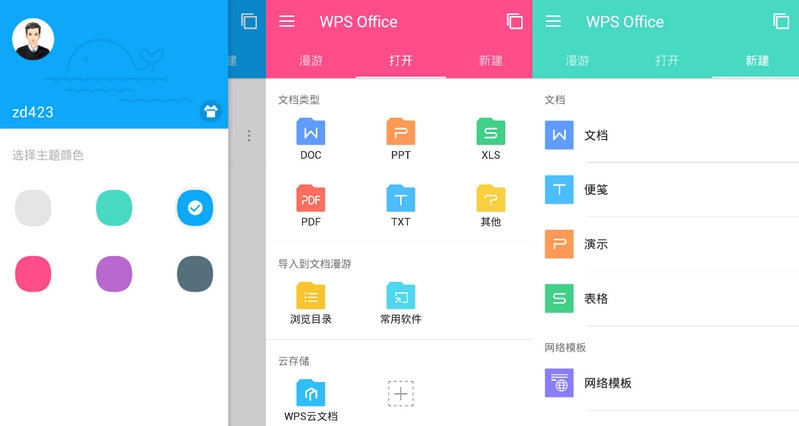 zd423
建
选择主题颜色
WPS Office
漫游 打开 新建
文档类型
DOC PPT XLS
PDF TXT 其他
导入到文档漫游
浏览目录 常用软件
云存储
WPS云文档
WPS Office
漫游 打开 新建
文档
文档
便笺
演示
表格
网络模板
网络模板